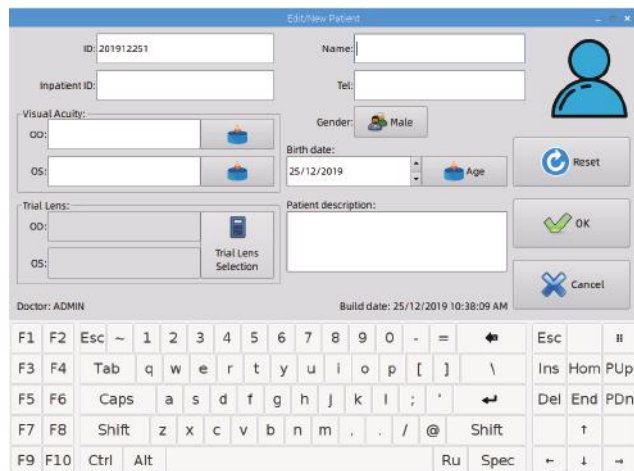 Edit/New Patient
ID: 201912251
Name:
Inpatient ID:
Tel:
Visual Acuity:
OD:
OS:
Gender: Male
Birth date:
25/12/2019 Age
Reset
Trial Lens:
OD:
OS:
Trial Lens
Selection
Patient description:
OK
Cancel
Doctor: ADMIN
Build date: 25/12/2019 10:38:09 AM
F1 F2 Esc ~ 1 2 3 4 5 6 7 8 9 0 - = Esc
F3 F4 Tab q w e r t y u i o p [ ] \ Ins Hom PUp
F5 F6 Caps a s d f g h j k l ; ' Del End PDn
F7 F8 Shift z x c v b n m , . / @ Shift ↑
F9 F10 Ctrl Alt Ru Spec ← ↓ →